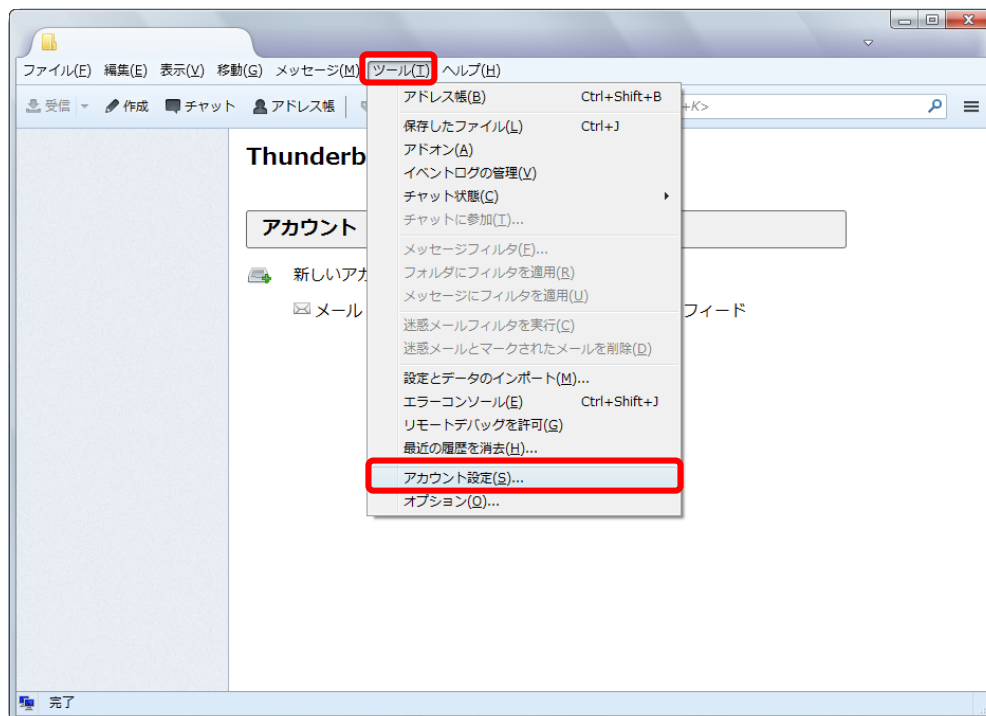 ファイル(F) 編集(E) 表示(V) 移動(G) メッセージ(M) ツール(T) ヘルプ(H)
受信 作成 チャット アドレス帳 +K>
アドレス帳(B) Ctrl+Shift+B
保存したファイル(L) Ctrl+J
アドオン(A)
イベントログの管理(V)
チャット状態(C)
チャットに参加(T)...
メッセージフィルタ(F)...
フォルダにフィルタを適用(R)
メッセージにフィルタを適用(U)
迷惑メールフィルタを実行(C)
迷惑メールとマークされたメールを削除(D)
設定とデータのインポート(M)...
エラーコンソール(E) Ctrl+Shift+J
リモートデバッグを許可(G)
最近の履歴を消去(H)...
アカウント設定(S)...
オプション(O)...
Thunderb
アカウント
新しいアカ
メール フィード
完了